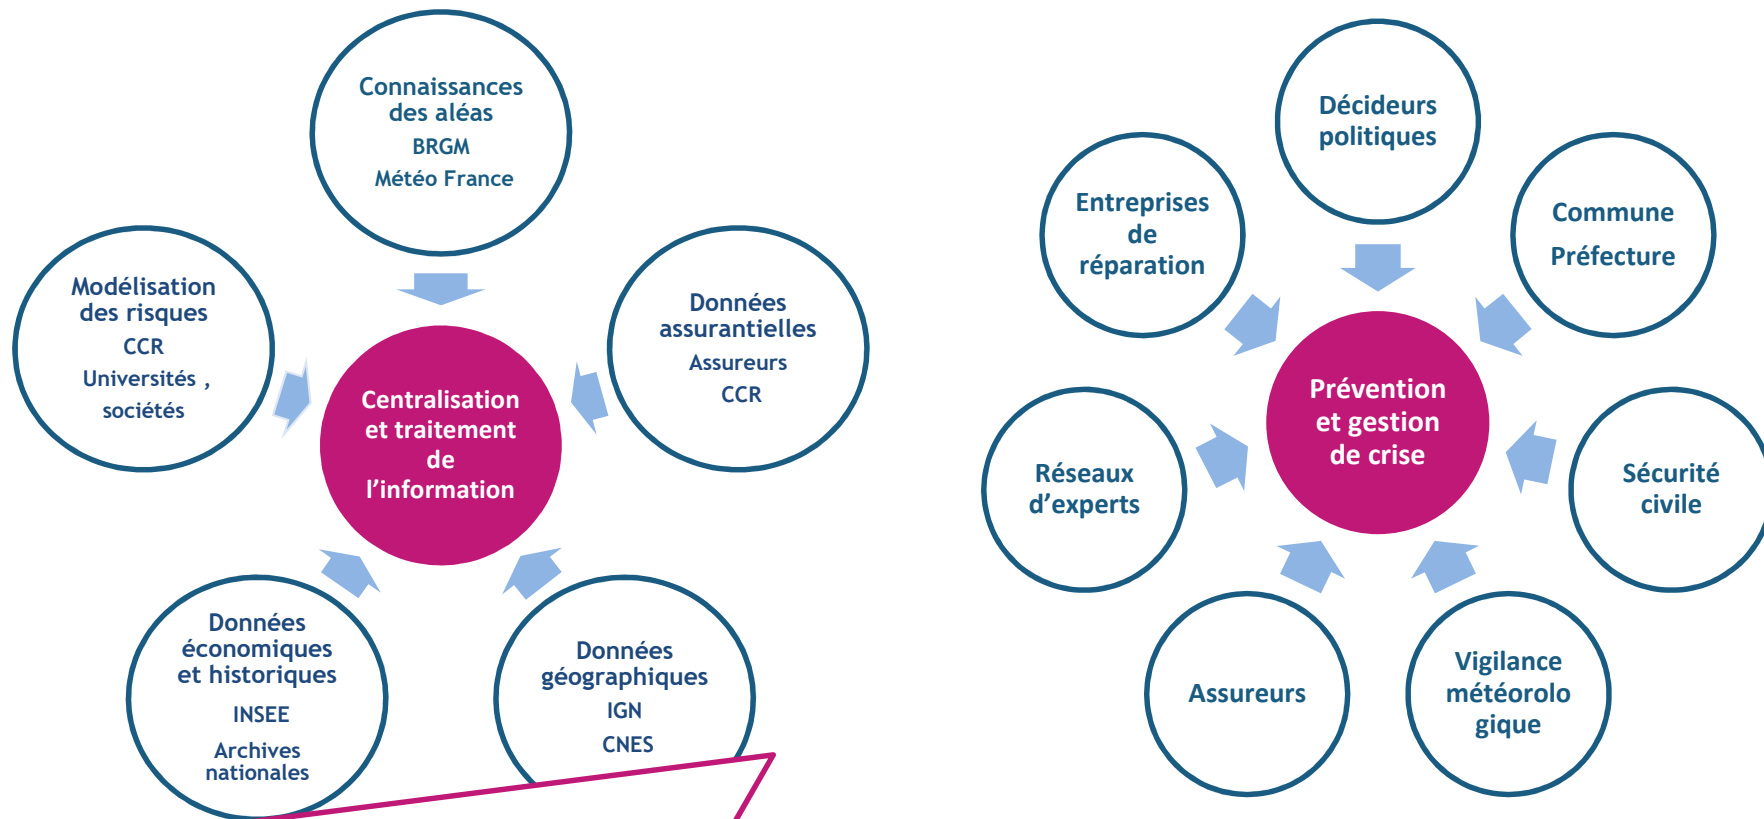 Connaissances
des aléas
BRGM
Météo France
Modélisation
des risques
CCR
Universités ,
sociétés
Données
assurantielles
Assureurs
CCR
Centralisation
et traitement
de
l’information
Données
économiques
et historiques
INSEE
Archives
nationales
Données
géographiques
IGN
CNES
Décideurs
politiques
Entreprises
de
réparation
Commune
Préfecture
Prévention
et gestion
de crise
Réseaux
d’experts
Sécurité
civile
Assureurs
Vigilance
météorolo
gique